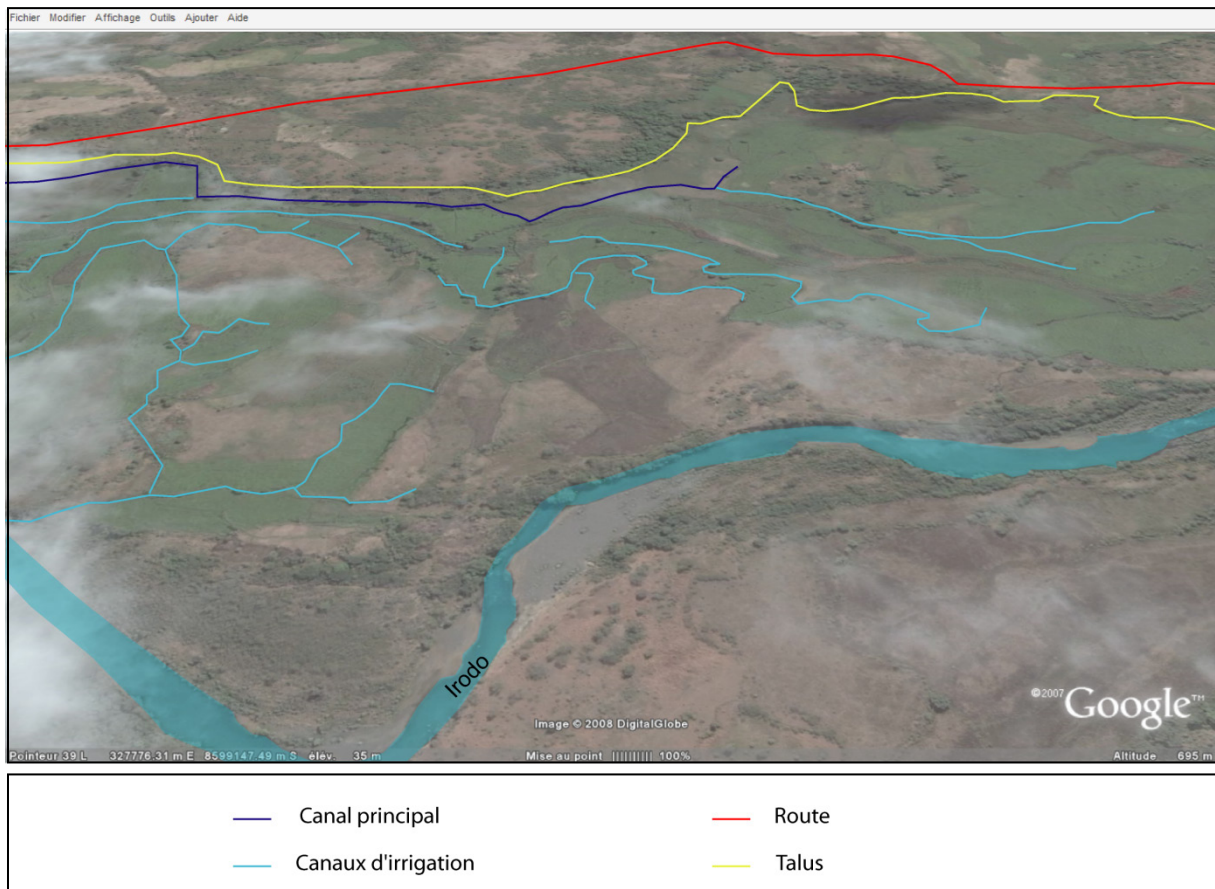 Fichier Modifier Affichage Outils Ajouter Aide
Irodo
©2007 Google™
Image © 2008 DigitalGlobe
Pointeur 39 L 327776.31 m E 8599147.49 m S élév. 35 m Mise au point |||||||||| 100% Altitude 695 m
Canal principal Route
Canaux d'irrigation Talus